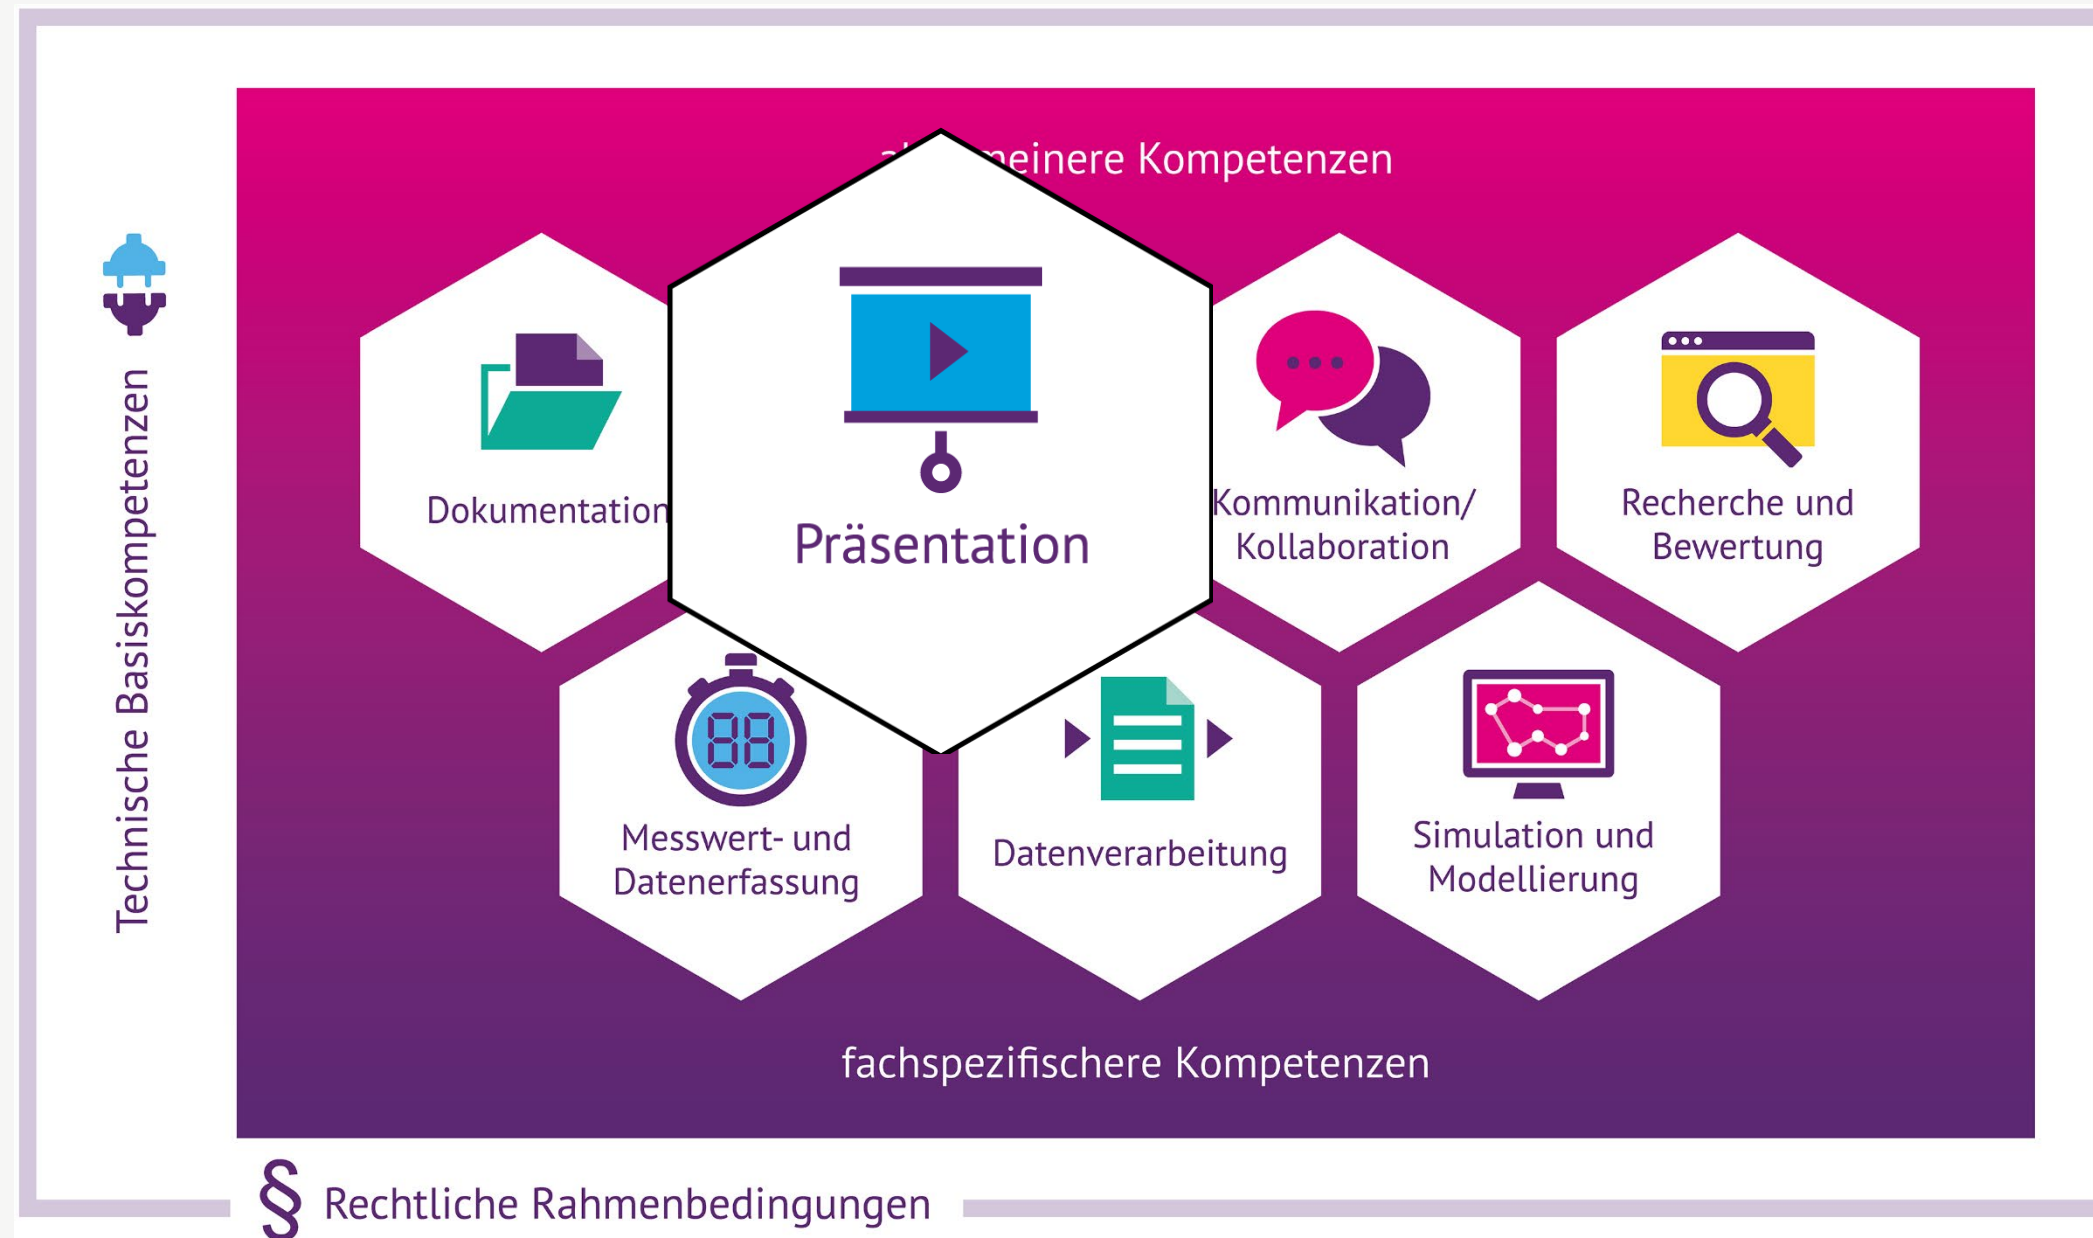 meinere Kompetenzen
Technische Basiskompetenzen
Dokumentation
Präsentation
Kommunikation/
Kollaboration
Recherche und
Bewertung
Messwert- und
Datenerfassung
88
Datenverarbeitung
Simulation und
Modellierung
fachspezifischere Kompetenzen
§ Rechtliche Rahmenbedingungen